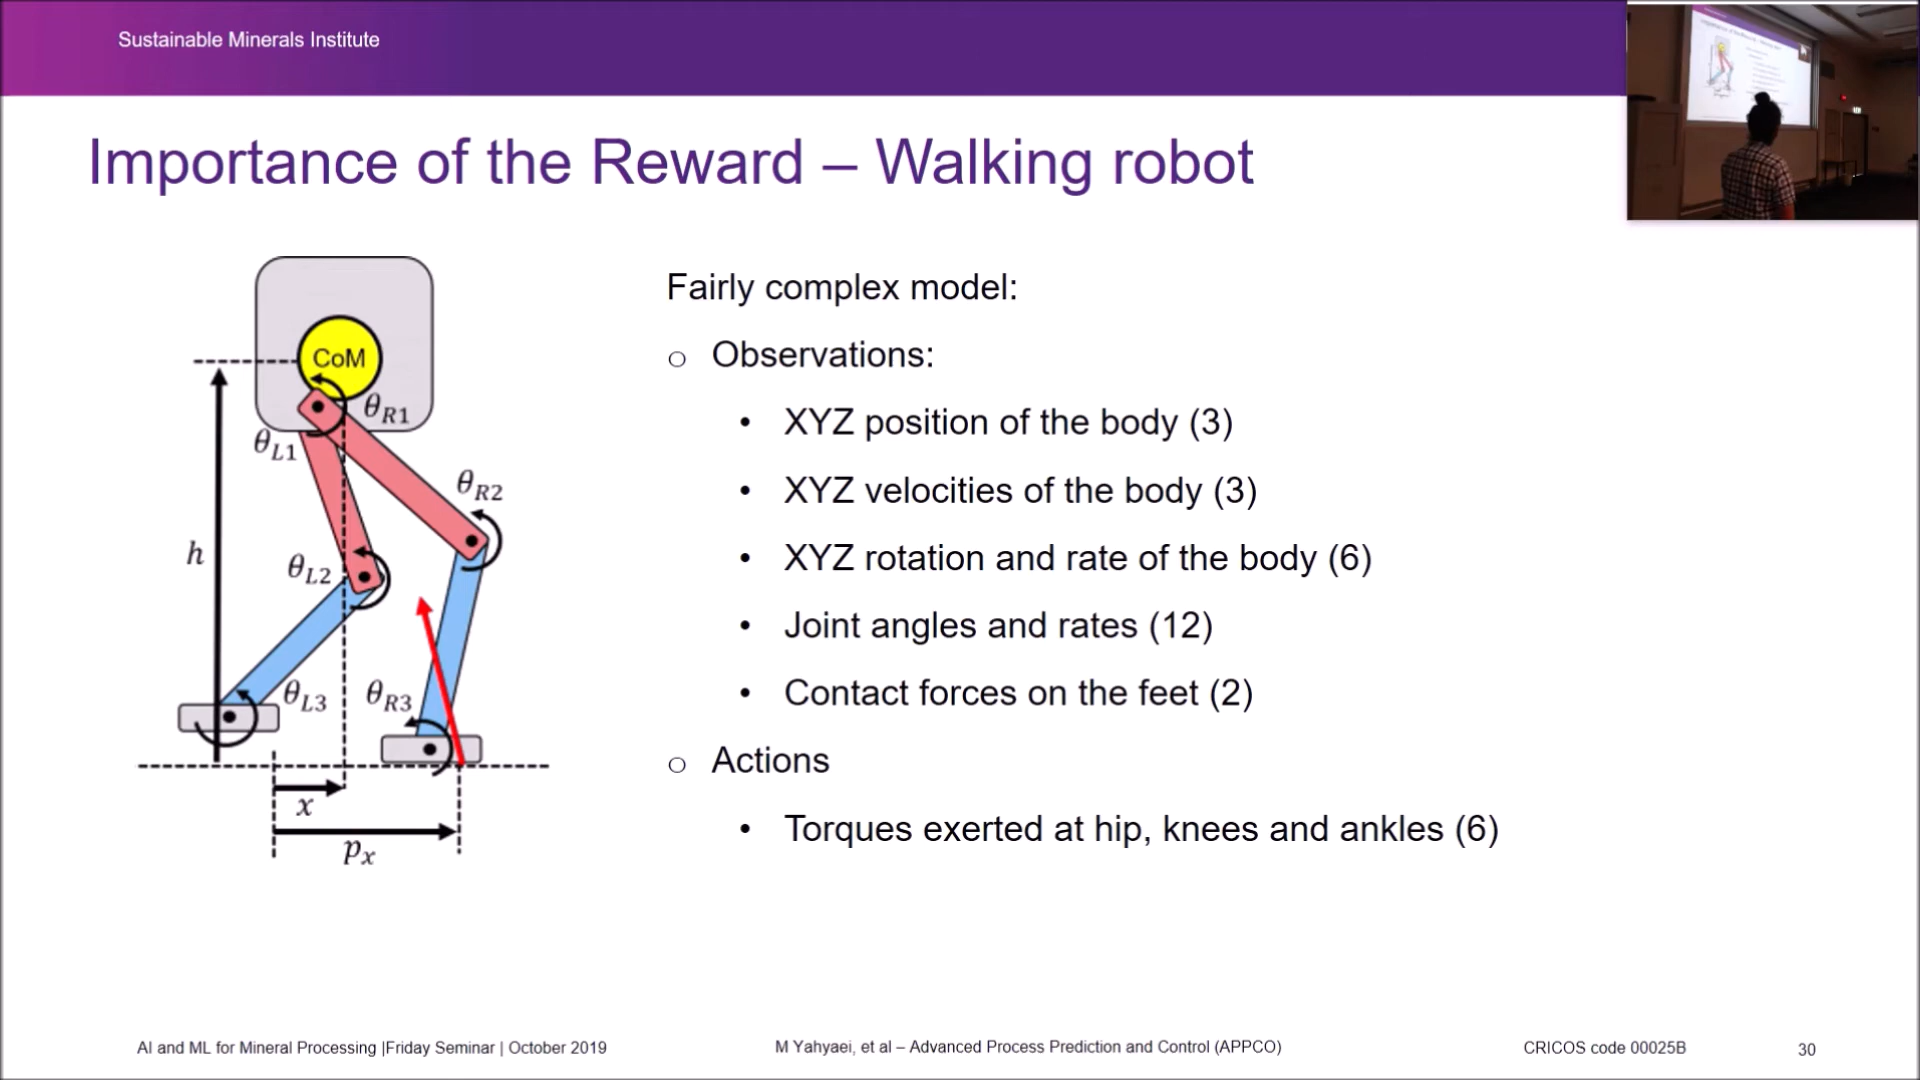 Sustainable Minerals Institute
Importance of the Reward – Walking robot
CoM
θR1
θL1
θR2
h
θL2
θL3
θR3
x
px
Fairly complex model:
o Observations:
• XYZ position of the body (3)
• XYZ velocities of the body (3)
• XYZ rotation and rate of the body (6)
• Joint angles and rates (12)
• Contact forces on the feet (2)
o Actions
• Torques exerted at hip, knees and ankles (6)
AI and ML for Mineral Processing |Friday Seminar | October 2019
M Yahyaei, et al – Advanced Process Prediction and Control (APPCO)
CRICOS code 00025B
30